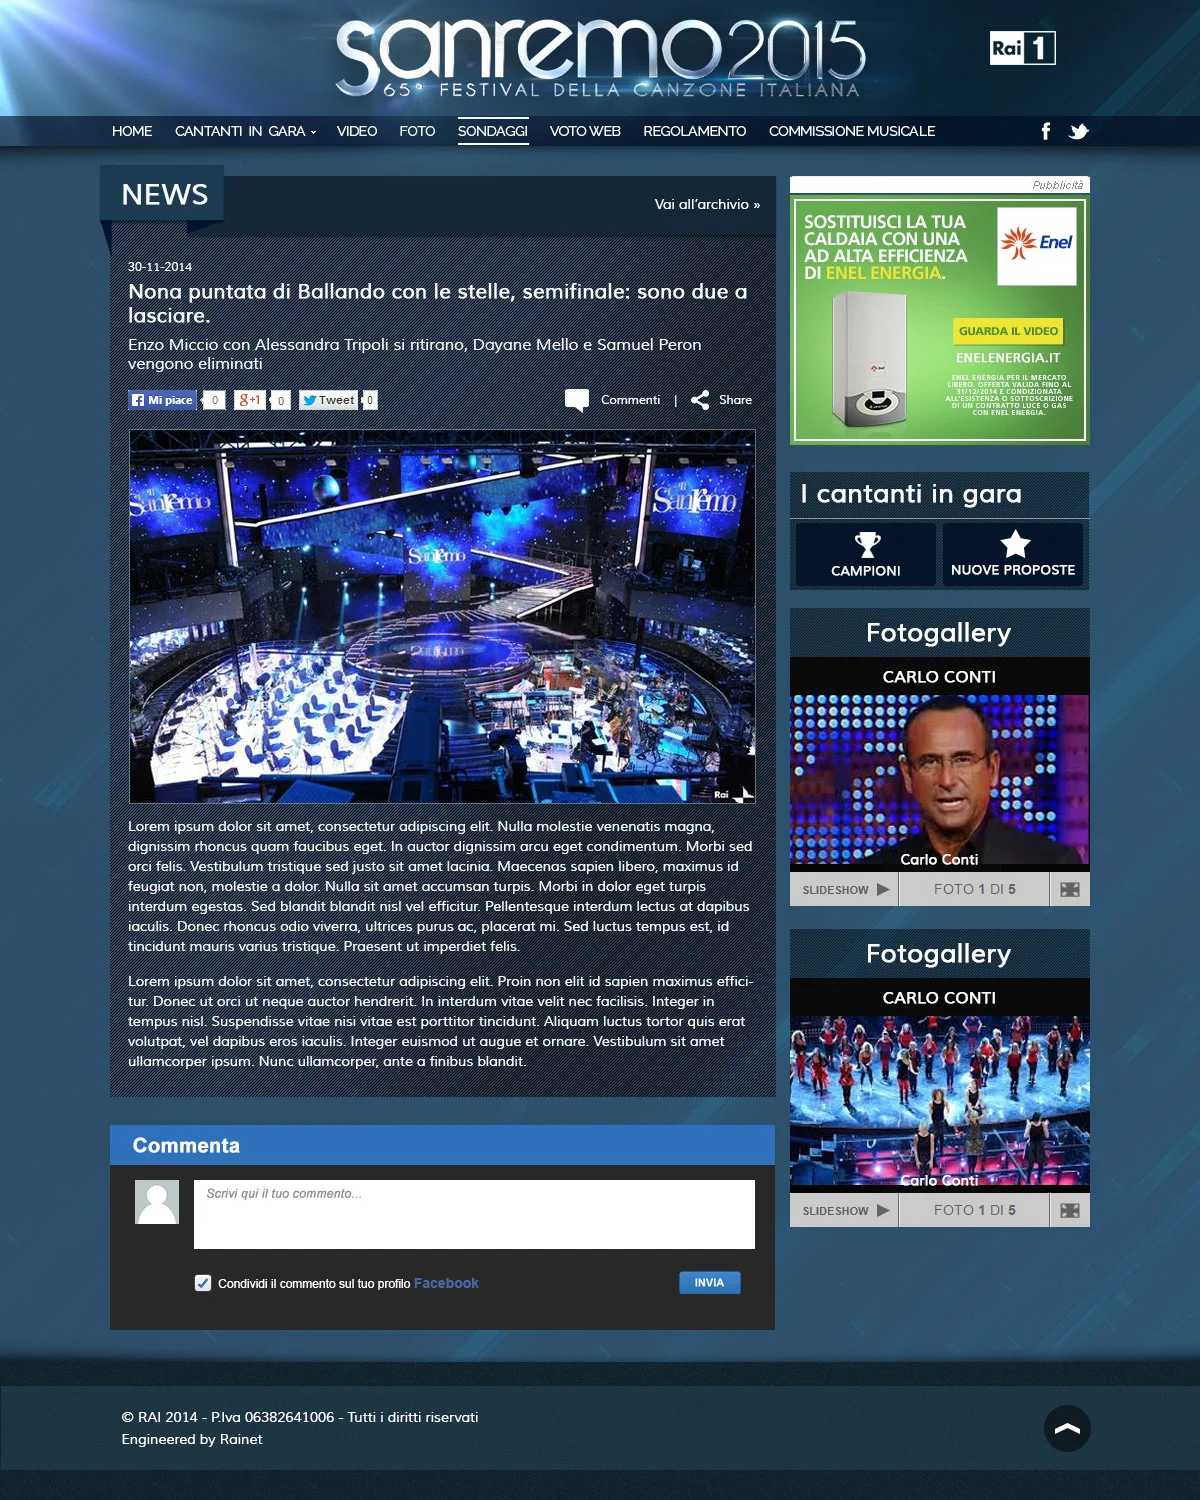 sanremo2015
65° FESTIVAL DELLA CANZONE ITALIANA
Rai 1
HOME CANTANTI IN GARA VIDEO FOTO SONDAGGI VOTO WEB REGOLAMENTO COMMISSIONE MUSICALE
NEWS
Vai all'archivio »
30-11-2014
Nona puntata di Ballando con le stelle, semifinale: sono due a
lasciare.
Enzo Miccio con Alessandra Tripoli si ritirano, Dayane Mello e Samuel Peron
vengono eliminati
Mi piace 0 g+1 0 Tweet 0
Commenti | Share
Sanremo
Sanremo
Sanremo
Rai
Lorem ipsum dolor sit amet, consectetur adipiscing elit. Nulla molestie venenatis magna,
dignissim rhoncus quam faucibus eget. In auctor dignissim arcu eget condimentum. Morbi sed
orci felis. Vestibulum tristique sed justo sit amet lacinia. Maecenas sapien libero, maximus id
feugiat non, molestie a dolor. Nulla sit amet accumsan turpis. Morbi in dolor eget turpis
interdum egestas. Sed blandit blandit nisl vel efficitur. Pellentesque interdum lectus at dapibus
iaculis. Donec rhoncus odio viverra, ultrices purus ac, placerat mi. Sed luctus tempus est, id
tincidunt mauris varius tristique. Praesent ut imperdiet felis.
Lorem ipsum dolor sit amet, consectetur adipiscing elit. Proin non elit id sapien maximus effici-
tur. Donec ut orci ut neque auctor hendrerit. In interdum vitae velit nec facilisis. Integer in
tempus nisl. Suspendisse vitae nisi vitae est porttitor tincidunt. Aliquam luctus tortor quis erat
volutpat, vel dapibus eros iaculis. Integer euismod ut augue et ornare. Vestibulum sit amet
ullamcorper ipsum. Nunc ullamcorper, ante a finibus blandit.
Commenta
Scrivi qui il tuo commento...
Condividi il commento sul tuo profilo Facebook
INVIA
Pubblicità
SOSTITUISCI LA TUA
CALDAIA CON UNA
AD ALTA EFFICIENZA
DI ENEL ENERGIA.
Enel
GUARDA IL VIDEO
ENELENERGIA.IT
ENEL ENERGIA PER IL MERCATO
LIBERO. OFFERTA VALIDA FINO AL
31/12/2014 E CONDIZIONATA
ALL'ESISTENZA O SOTTOSCRIZIONE
DI UN CONTRATTO LUCE O GAS
CON ENEL ENERGIA.
I cantanti in gara
CAMPIONI
NUOVE PROPOSTE
Fotogallery
CARLO CONTI
Carlo Conti
SLIDESHOW FOTO 1 DI 5
Fotogallery
CARLO CONTI
Carlo Conti
SLIDESHOW FOTO 1 DI 5
© RAI 2014 - P.Iva 06382641006 - Tutti i diritti riservati
Engineered by Rainet